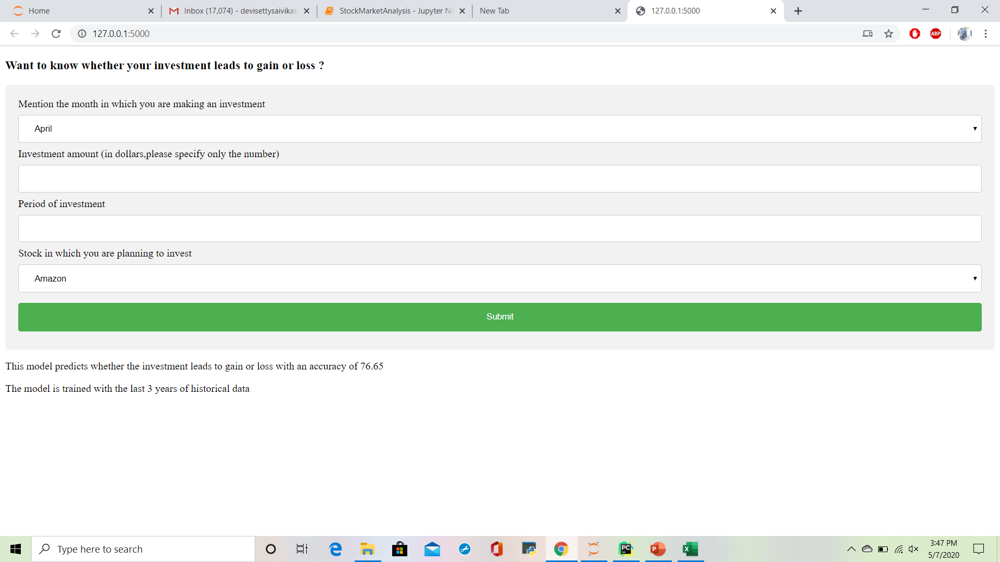 Home
Inbox (17,074) - devisettysaivikas
StockMarketAnalysis - Jupyter No
New Tab
127.0.0.1:5000
127.0.0.1:5000
ABP
Want to know whether your investment leads to gain or loss ?
Mention the month in which you are making an investment
April
Investment amount (in dollars,please specify only the number)
Period of investment
Stock in which you are planning to invest
Amazon
Submit
This model predicts whether the investment leads to gain or loss with an accuracy of 76.65
The model is trained with the last 3 years of historical data
Type here to search
PC
P
X
3:47 PM
5/7/2020